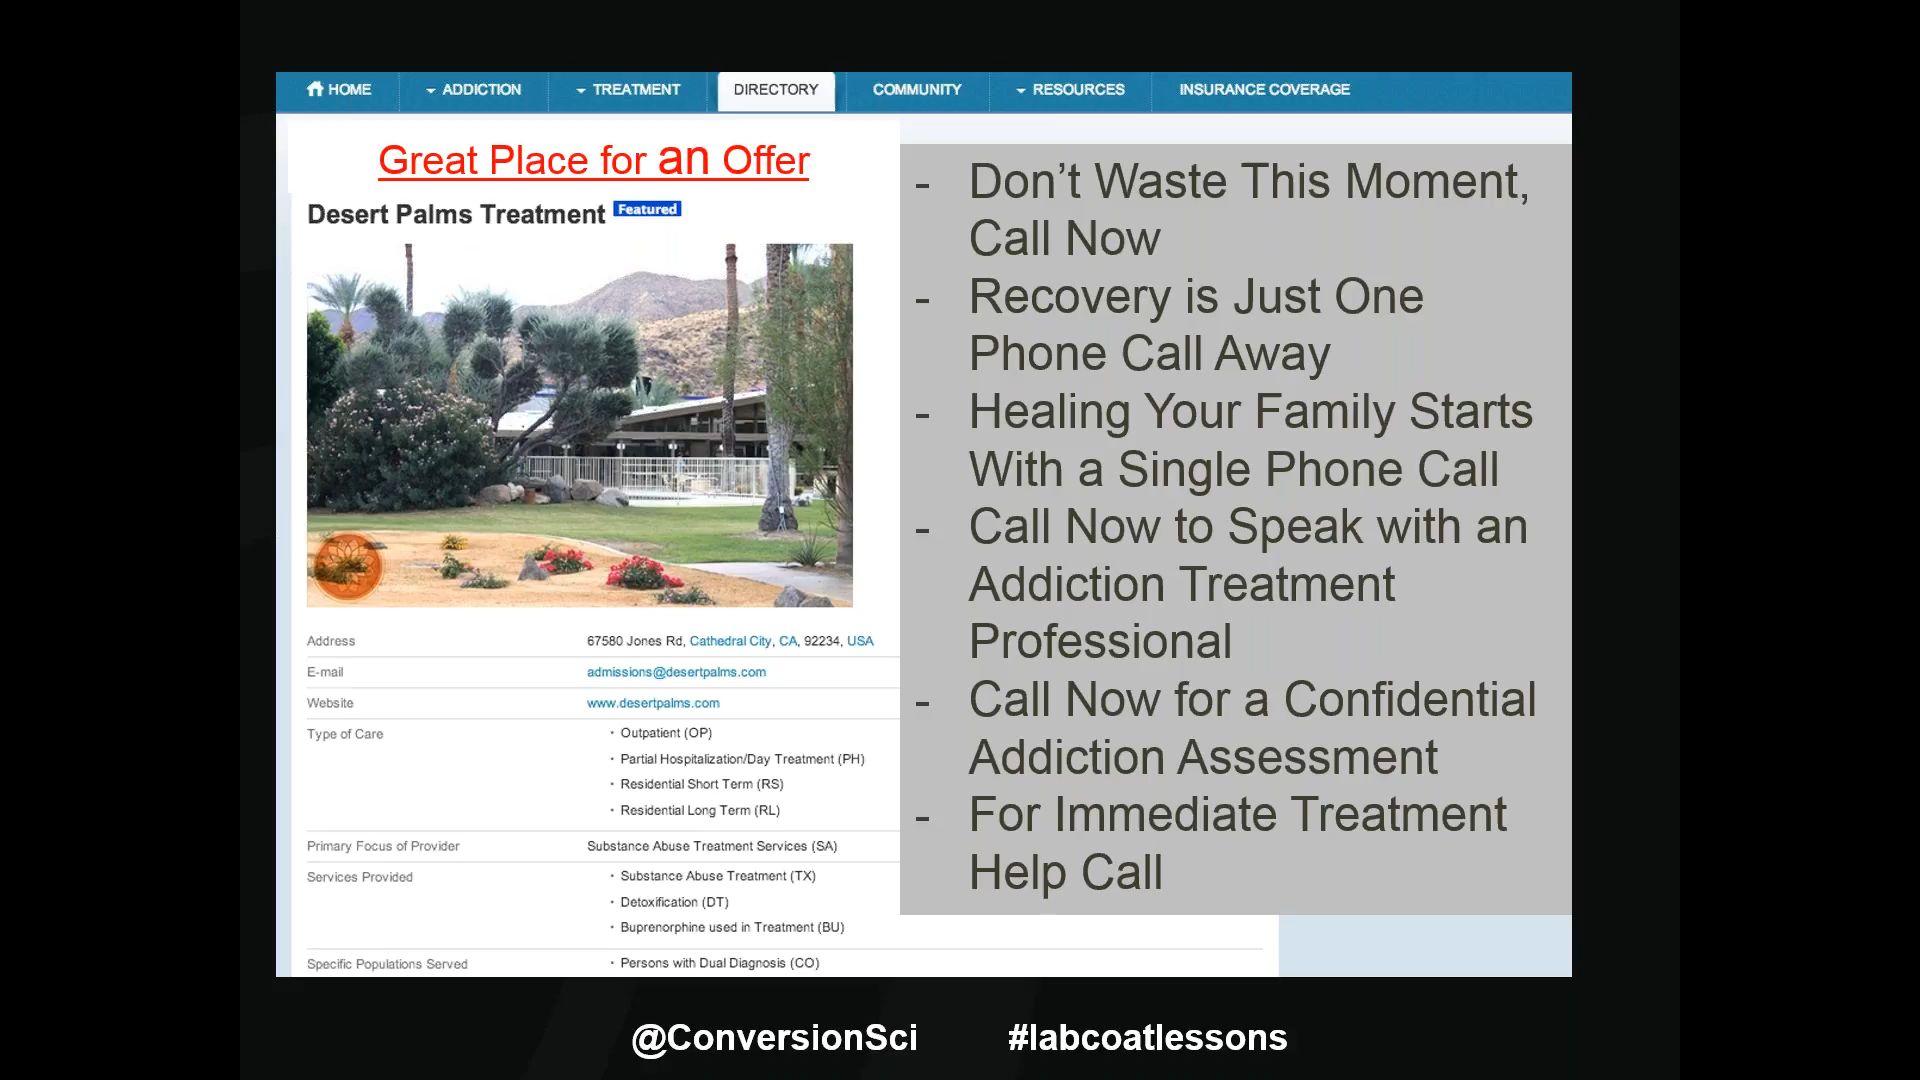 HOME ADDICTION TREATMENT DIRECTORY COMMUNITY RESOURCES INSURANCE COVERAGE
Great Place for an Offer
Desert Palms Treatment Featured
Address 67580 Jones Rd, Cathedral City, CA, 92234, USA
E-mail admissions@desertpalms.com
Website www.desertpalms.com
Type of Care · Outpatient (OP)
· Partial Hospitalization/Day Treatment (PH)
· Residential Short Term (RS)
· Residential Long Term (RL)
Primary Focus of Provider Substance Abuse Treatment Services (SA)
Services Provided · Substance Abuse Treatment (TX)
· Detoxification (DT)
· Buprenorphine used in Treatment (BU)
Specific Populations Served · Persons with Dual Diagnosis (CO)
- Don’t Waste This Moment,
Call Now
- Recovery is Just One
Phone Call Away
- Healing Your Family Starts
With a Single Phone Call
- Call Now to Speak with an
Addiction Treatment
Professional
- Call Now for a Confidential
Addiction Assessment
- For Immediate Treatment
Help Call
@ConversionSci #labcoatlessons